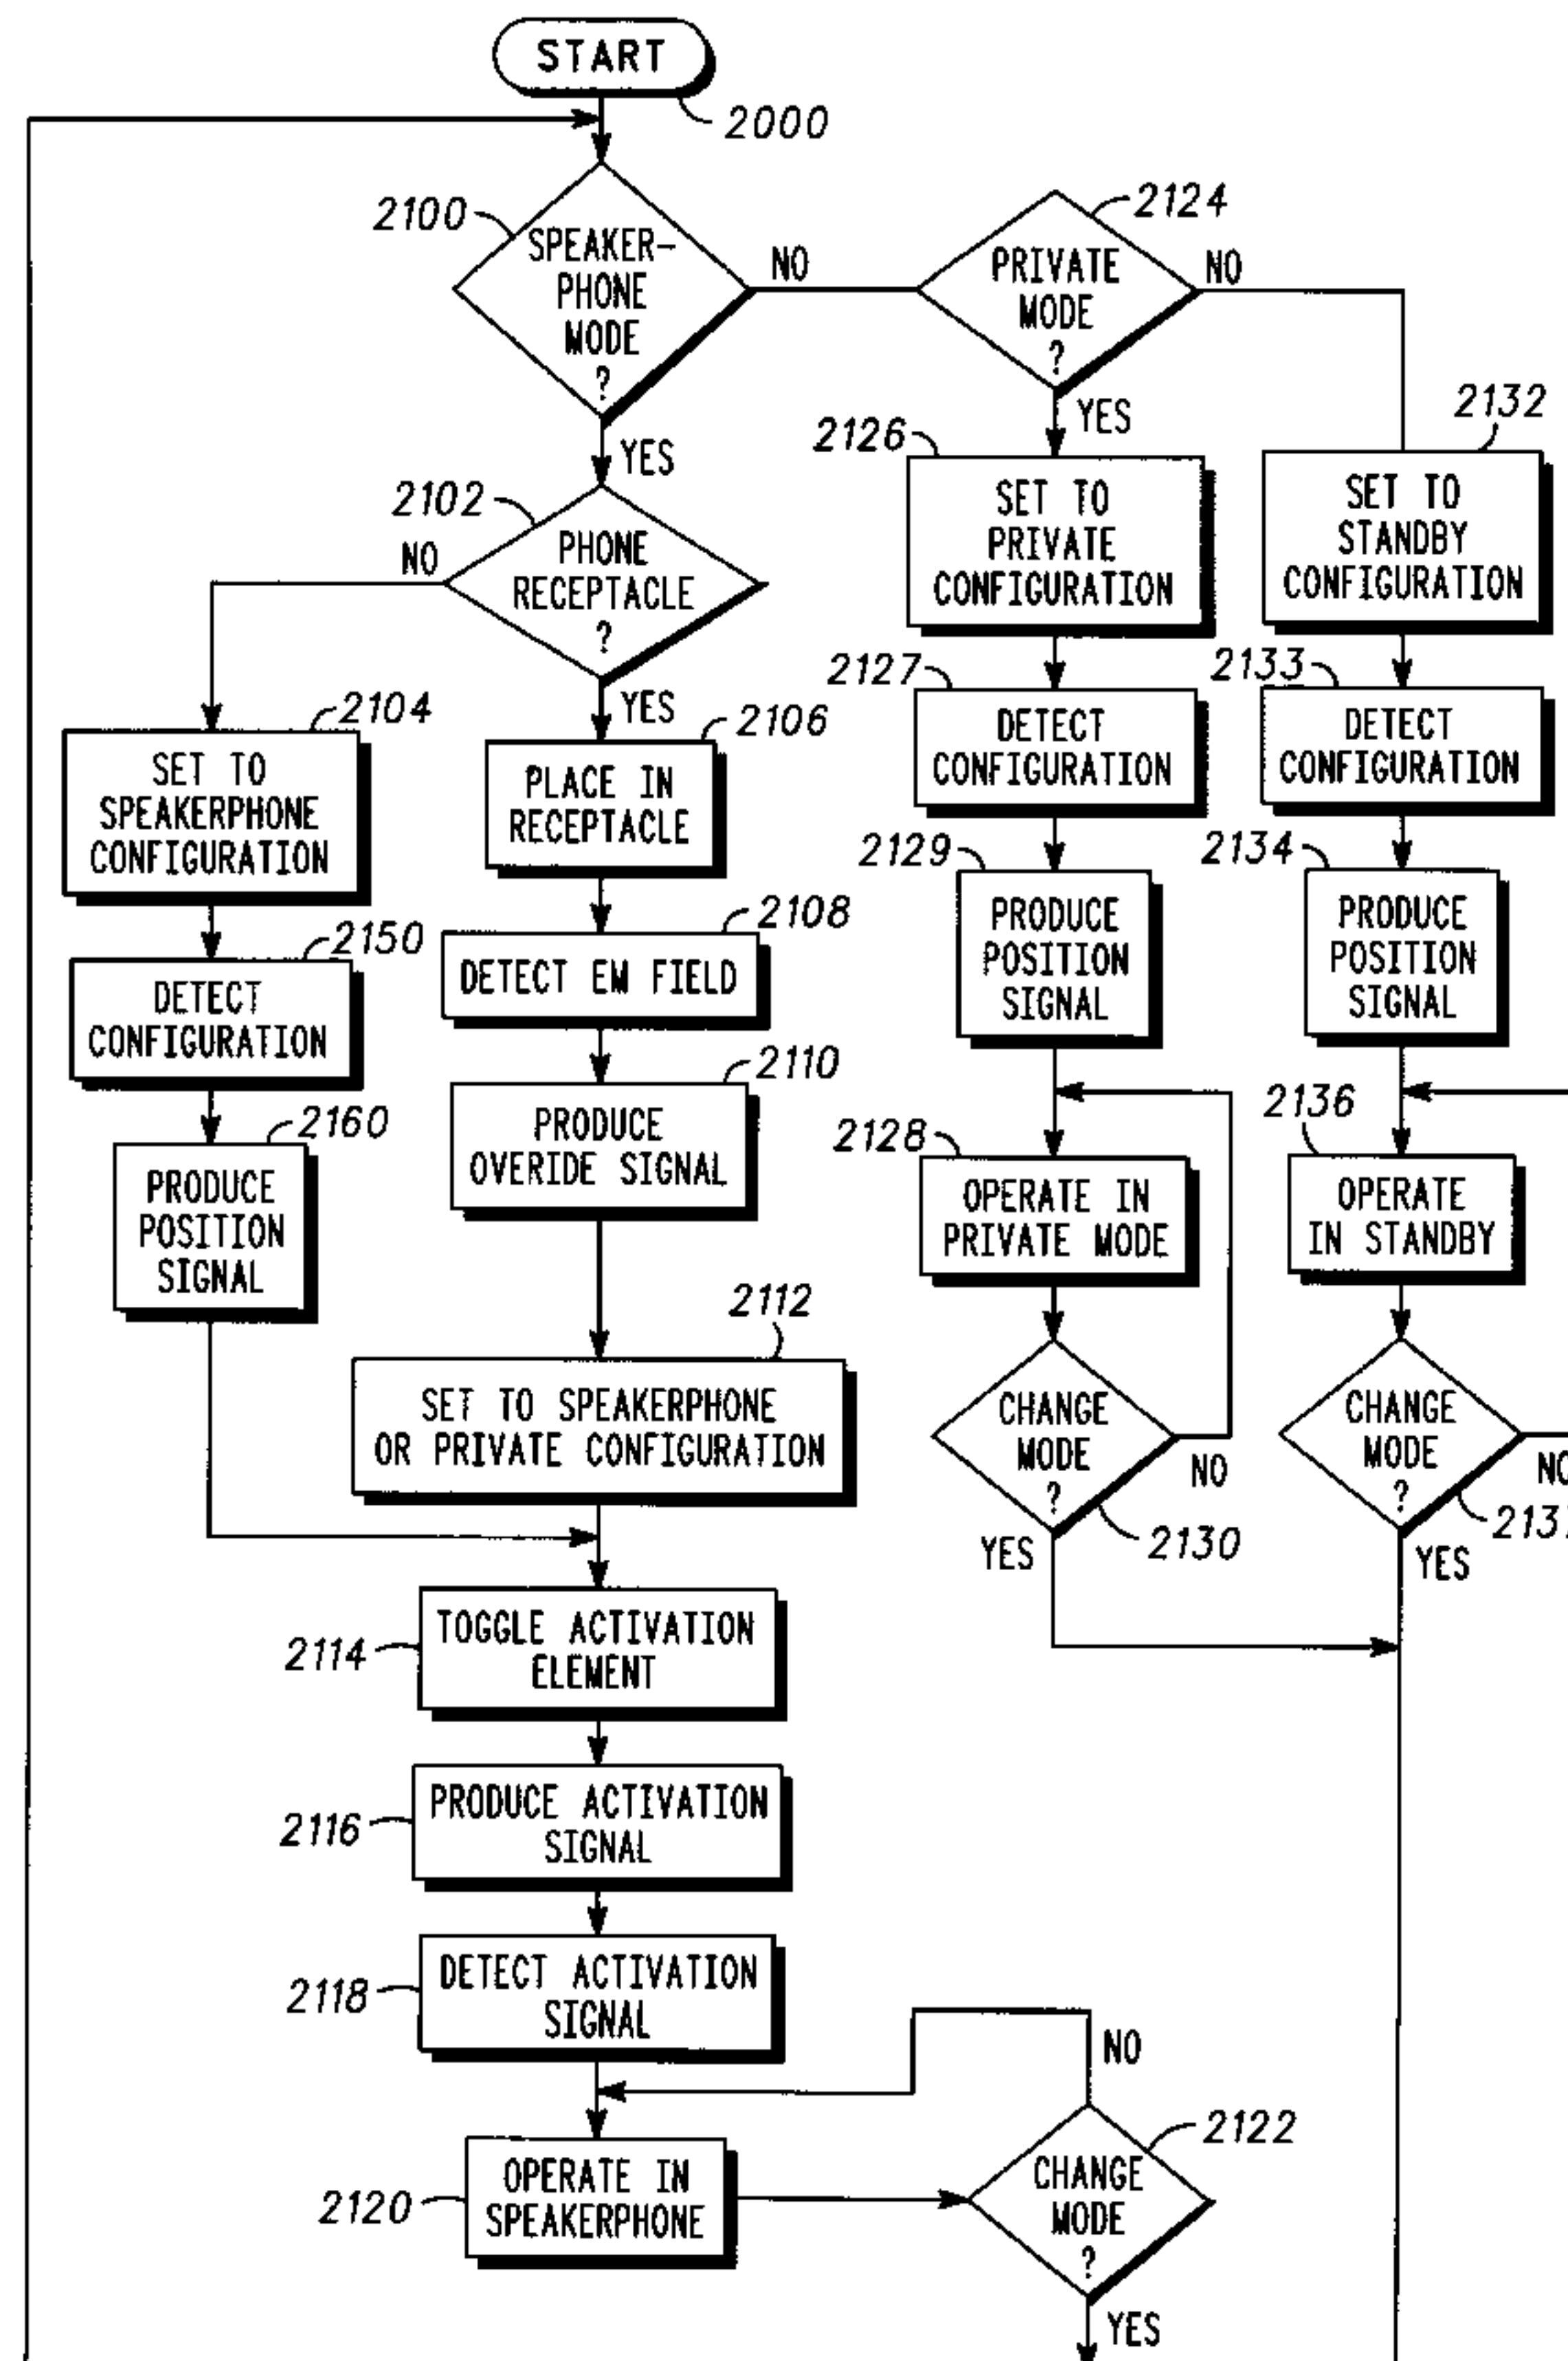 START
2000
2100
SPEAKER-
PHONE
MODE
?
NO
2124
PRIVATE
MODE
?
NO
YES
YES
2102
PHONE
RECEPTACLE
?
NO
YES
2126
SET TO
PRIVATE
CONFIGURATION
2132
SET TO
STANDBY
CONFIGURATION
2127
DETECT
CONFIGURATION
2133
DETECT
CONFIGURATION
2104
SET TO
SPEAKERPHONE
CONFIGURATION
2106
PLACE IN
RECEPTACLE
2129
PRODUCE
POSITION
SIGNAL
2134
PRODUCE
POSITION
SIGNAL
2150
DETECT
CONFIGURATION
2108
DETECT EM FIELD
2110
PRODUCE
OVERIDE SIGNAL
2160
PRODUCE
POSITION
SIGNAL
2128
OPERATE IN
PRIVATE MODE
2136
OPERATE
IN STANDBY
2112
SET TO SPEAKERPHONE
OR PRIVATE CONFIGURATION
CHANGE
MODE
?
NO
2130
YES
CHANGE
MODE
?
YES
2114
TOGGLE ACTIVATION
ELEMENT
2116
PRODUCE ACTIVATION
SIGNAL
2118
DETECT ACTIVATION
SIGNAL
NO
2120
OPERATE IN
SPEAKERPHONE
2122
CHANGE
MODE
?
YES